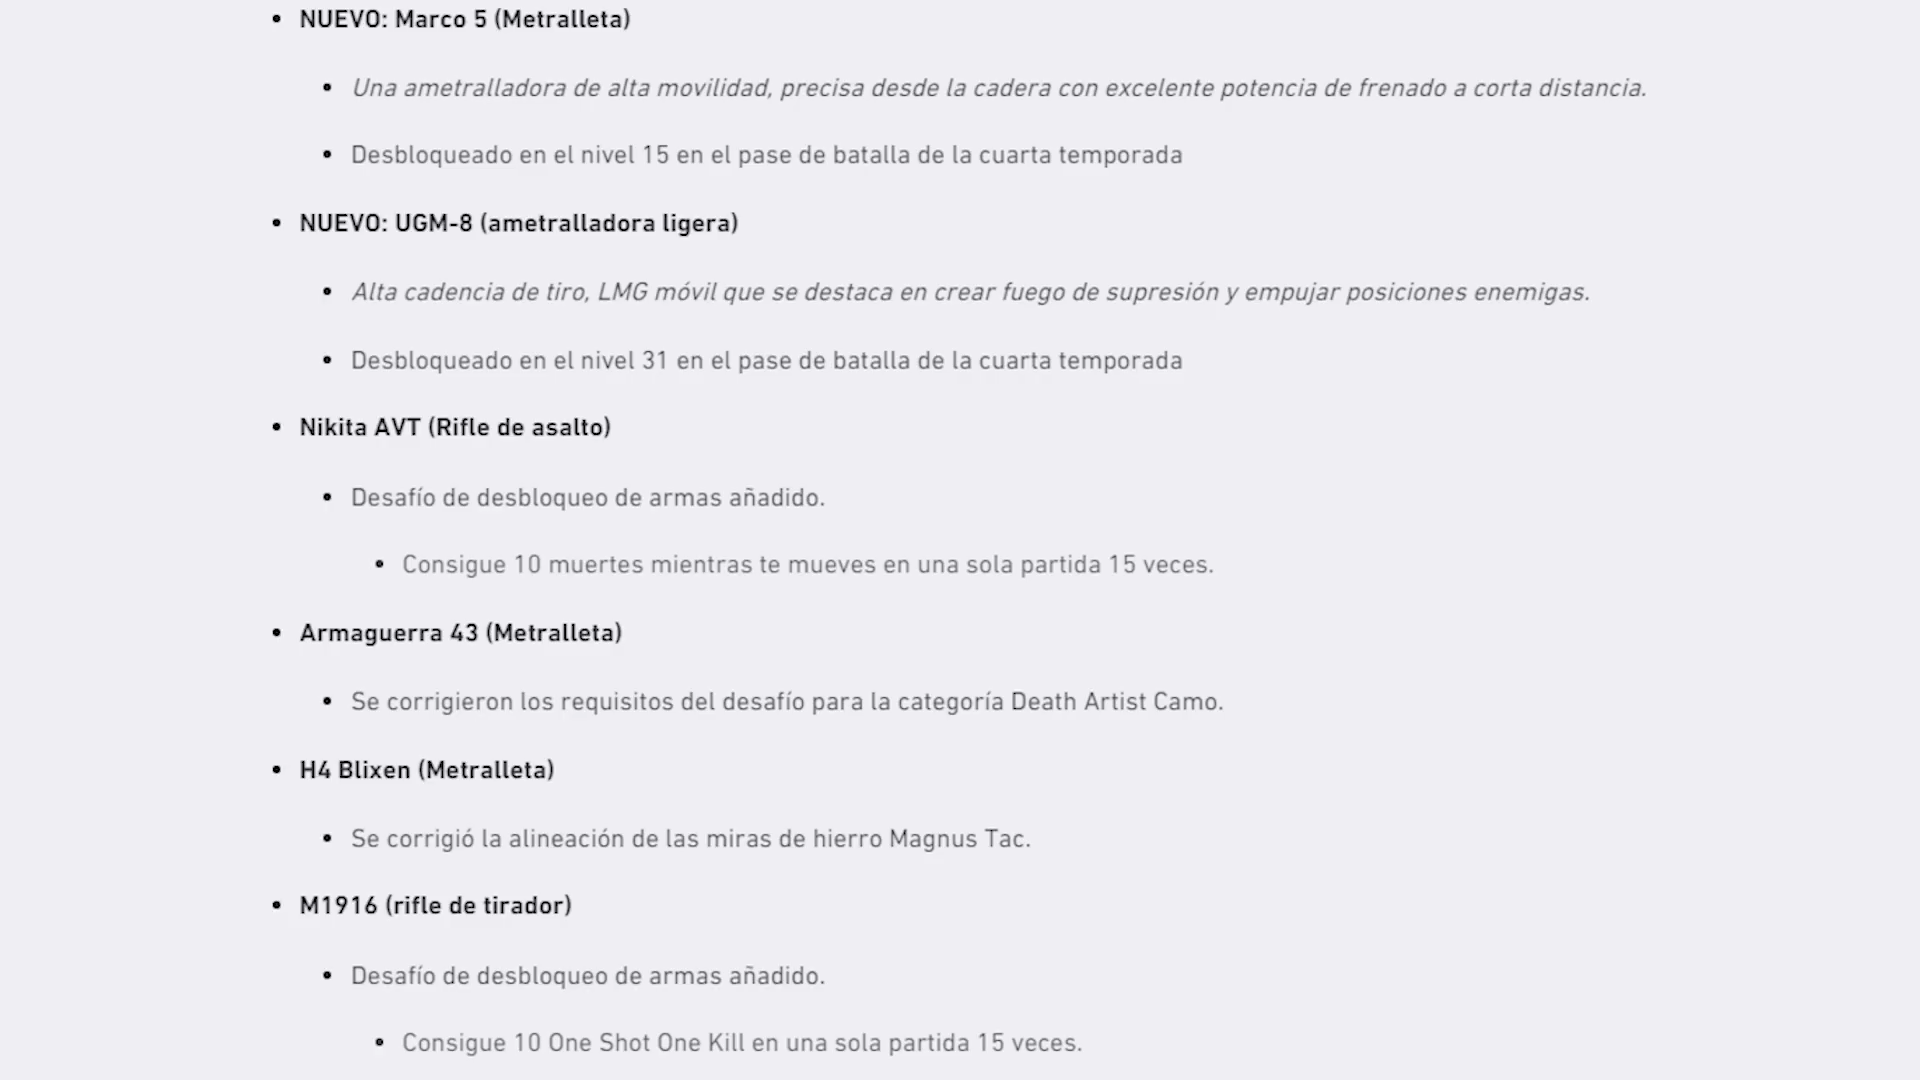 NUEVO: Marco 5 (Metralleta)
Una ametralladora de alta movilidad, precisa desde la cadera con excelente potencia de frenado a corta distancia.
Desbloqueado en el nivel 15 en el pase de batalla de la cuarta temporada
NUEVO: UGM-8 (ametralladora ligera)
Alta cadencia de tiro, LMG móvil que se destaca en crear fuego de supresión y empujar posiciones enemigas.
Desbloqueado en el nivel 31 en el pase de batalla de la cuarta temporada
Nikita AVT (Rifle de asalto)
Desafío de desbloqueo de armas añadido.
Consigue 10 muertes mientras te mueves en una sola partida 15 veces.
Armaguerra 43 (Metralleta)
Se corrigieron los requisitos del desafío para la categoría Death Artist Camo.
H4 Blixen (Metralleta)
Se corrigió la alineación de las miras de hierro Magnus Tac.
M1916 (rifle de tirador)
Desafío de desbloqueo de armas añadido.
Consigue 10 One Shot One Kill en una sola partida 15 veces.